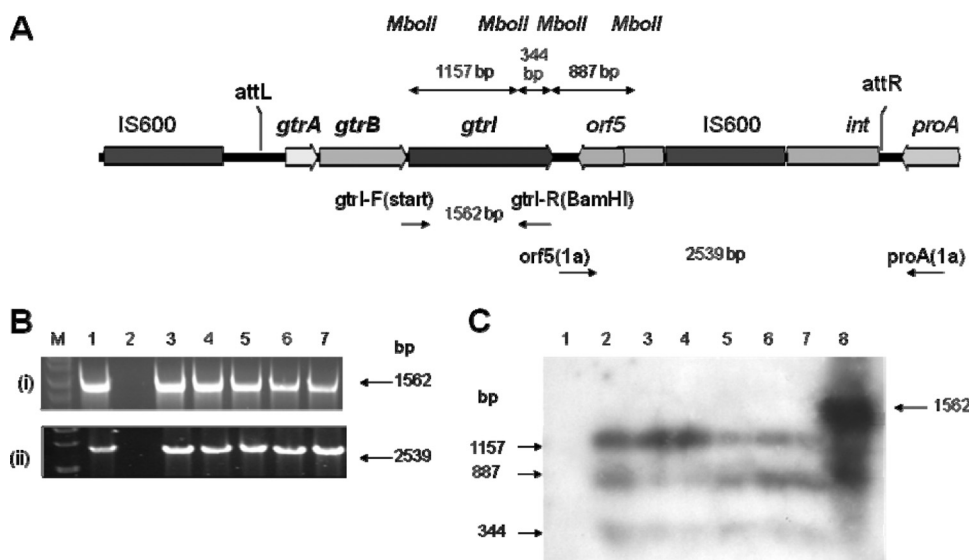 A
MboII MboII MboII MboII
1157 bp
344 bp
887 bp
attL
attR
IS600
gtrA
gtrB
gtrI
orf5
IS600
int
proA
gtrI-F(start)
1562 bp
gtrI-R(BamHI)
orf5(1a)
2539 bp
proA(1a)
B
M 1 2 3 4 5 6 7
bp
(i)
1562
(ii)
2539
C
1 2 3 4 5 6 7 8
bp
1562
1157
887
344